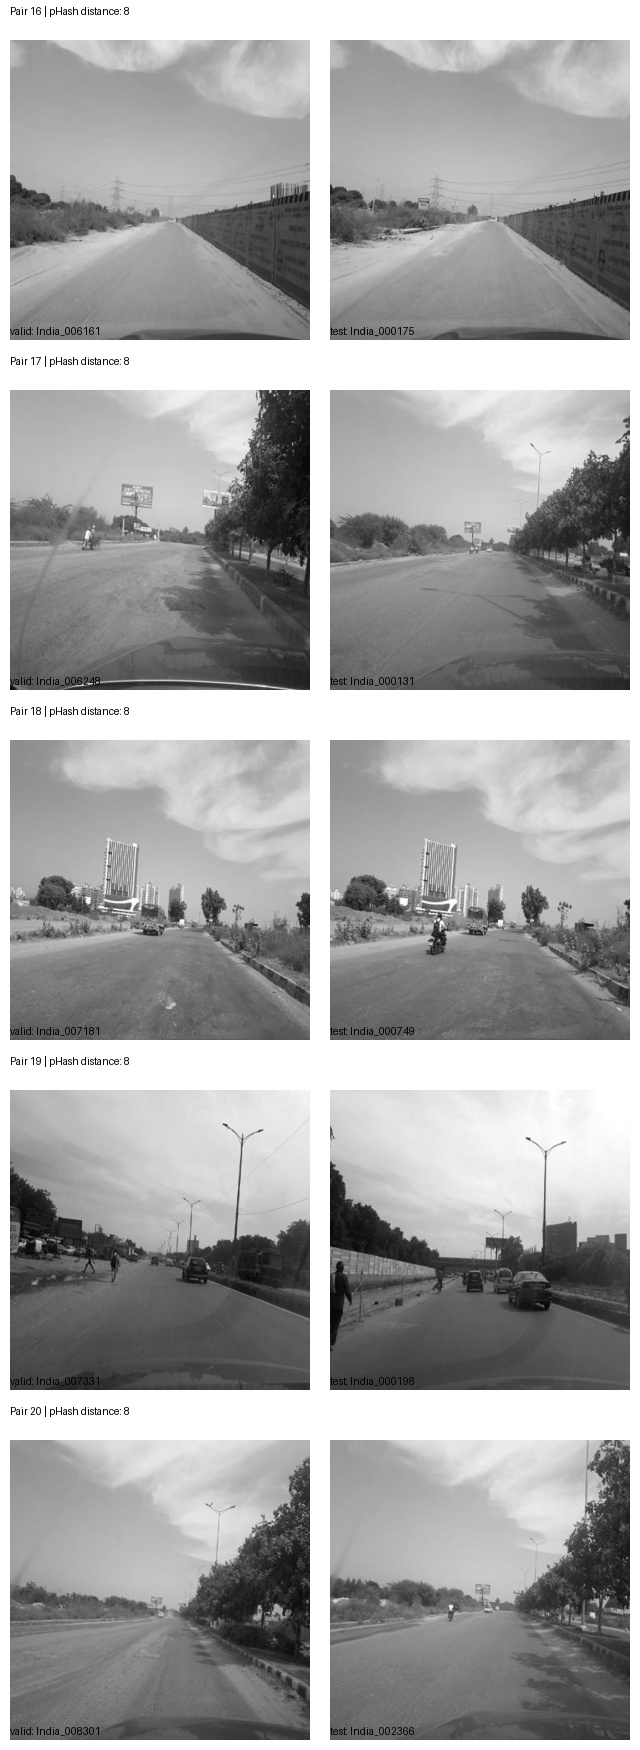 Pair 16 | pHash distance: 8
valid: India_006161
test: India_000175
Pair 17 | pHash distance: 8
valid: India_006248
test: India_000131
Pair 18 | pHash distance: 8
valid: India_007181
test: India_000749
Pair 19 | pHash distance: 8
valid: India_007331
test: India_000198
Pair 20 | pHash distance: 8
valid: India_008301
test: India_002366